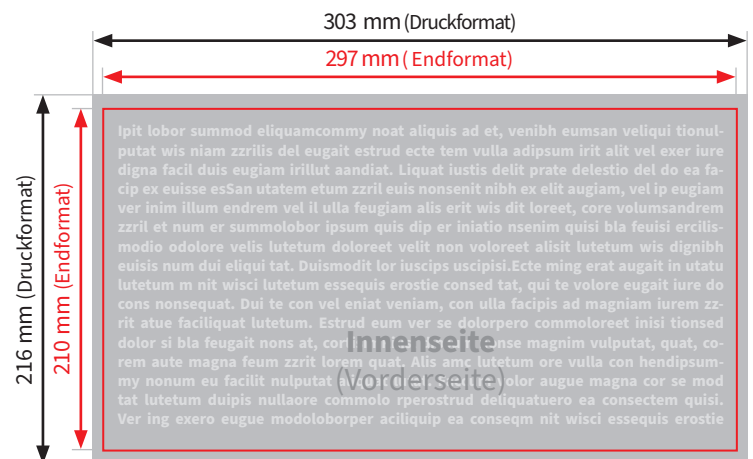 303 mm (Druckformat)
297 mm ( Endformat)
216 mm (Druckformat)
210 mm (Endformat)
Ipit lobor summod eliquamcommy noat aliquis ad et, venibh eumsan veliqui tionul-
putat wis niam zzrilis del eugait estrud ecte tem vulla adipsum irit alit vel exer iure
digna facil duis eugiam irillut aandiat. Liquat iustis delit prate delestio del do ea fa-
cip ex euisse esSan utatem etum zzril euis nonsenit nibh ex elit augiam, vel ip eugiam
ver inim illum endrem vel il ulla feugiam alis erit wis dit loreet, core volumsandrem
zzril et num er summolobor ipsum quis dip er iniatin nsenim quisi bla feuisi ercilis-
modio odolore velis lutetum doloreet velit non voloreet alisit lutetum wis dignibh
euisis num dui eliqui tat. Duismodit lor iuscips uscipisi.Ecte ming erat augait in utatu
lutetum m nit wisci lutetum essequis erostie consed tat, qui te volore eugait iure do
cons nonsequat. Dui te con vel eniat veniam, con ulla facipis ad magniam iurem zz-
rit atue faciliquat lutetum. Estrud enim ver se dolorpero commoloreet inisi tionsed
dolor si bla feugait nons at, con nse magnim vulputat, quat, co-
rem aute magna feum zzrit lorem quat. Alis amc lutetum ore vulla con hendipsum-
my nonum eu facilit nulputat olor augue magna cor se mod
tat lutetum duipis nullaore commolo rperostrud deliquatuero ea consectem quisi.
Ver ing exero eugue modoloborper aciliquip ea conseqm nit wisci essequis erostie
Innenseite
(Vorderseite)